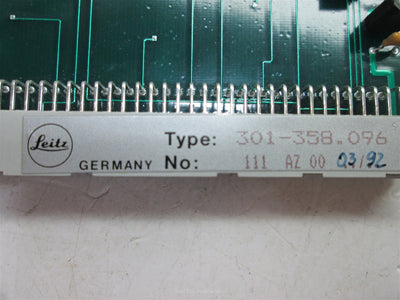 Leitz
Type: 301-358.096
GERMANY No: 111 AZ 00 03/92